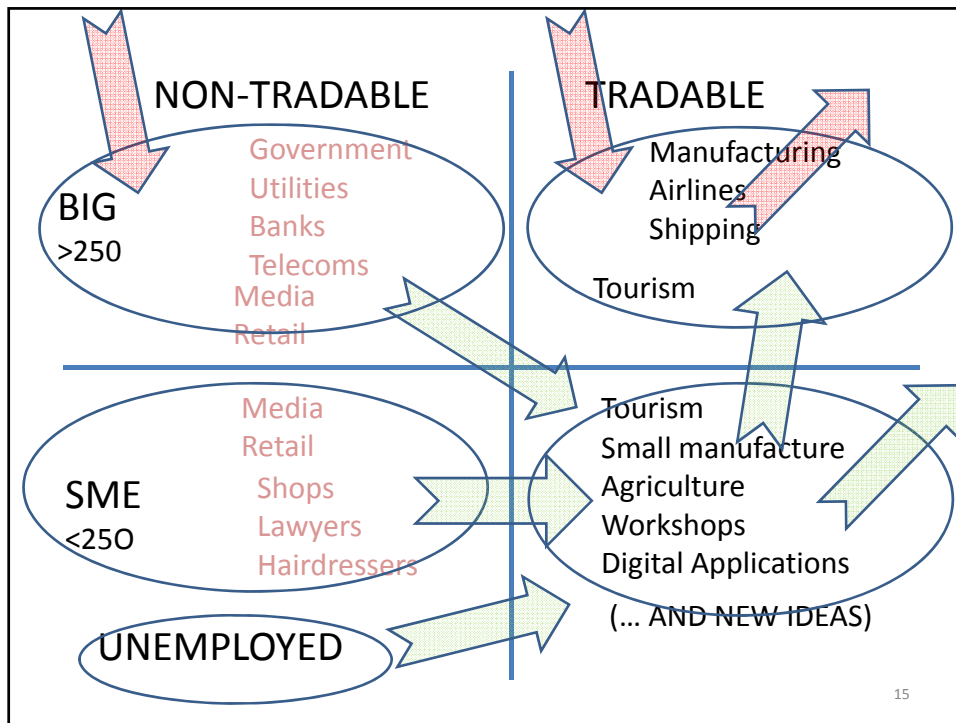 NON-TRADABLE
TRADABLE
BIG
>250
Government
Utilities
Banks
Telecoms
Media
Retail
Manufacturing
Airlines
Shipping
Tourism
SME
<25O
Media
Retail
Shops
Lawyers
Hairdressers
Tourism
Small manufacture
Agriculture
Workshops
Digital Applications
(... AND NEW IDEAS)
UNEMPLOYED
15